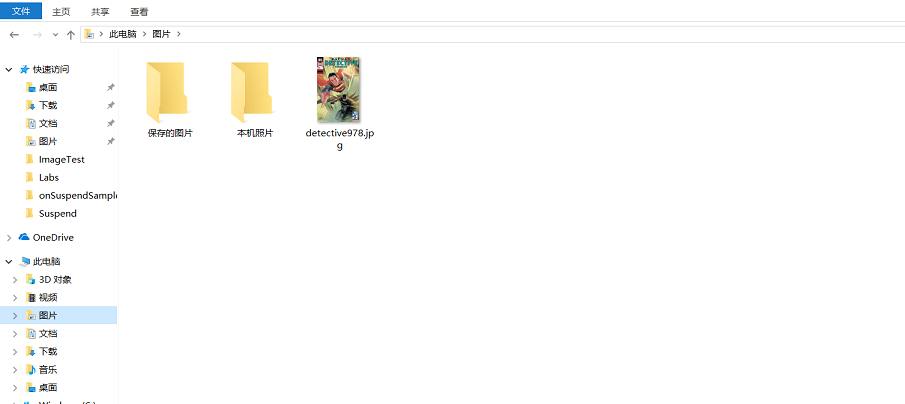 文件 主页 共享 查看
此电脑 图片
快速访问
桌面
下载
文档
图片
ImageTest
Labs
onSuspendSample
Suspend
OneDrive
此电脑
3D 对象
视频
图片
文档
下载
音乐
桌面
保存的图片
本机照片
detective978.jp
g